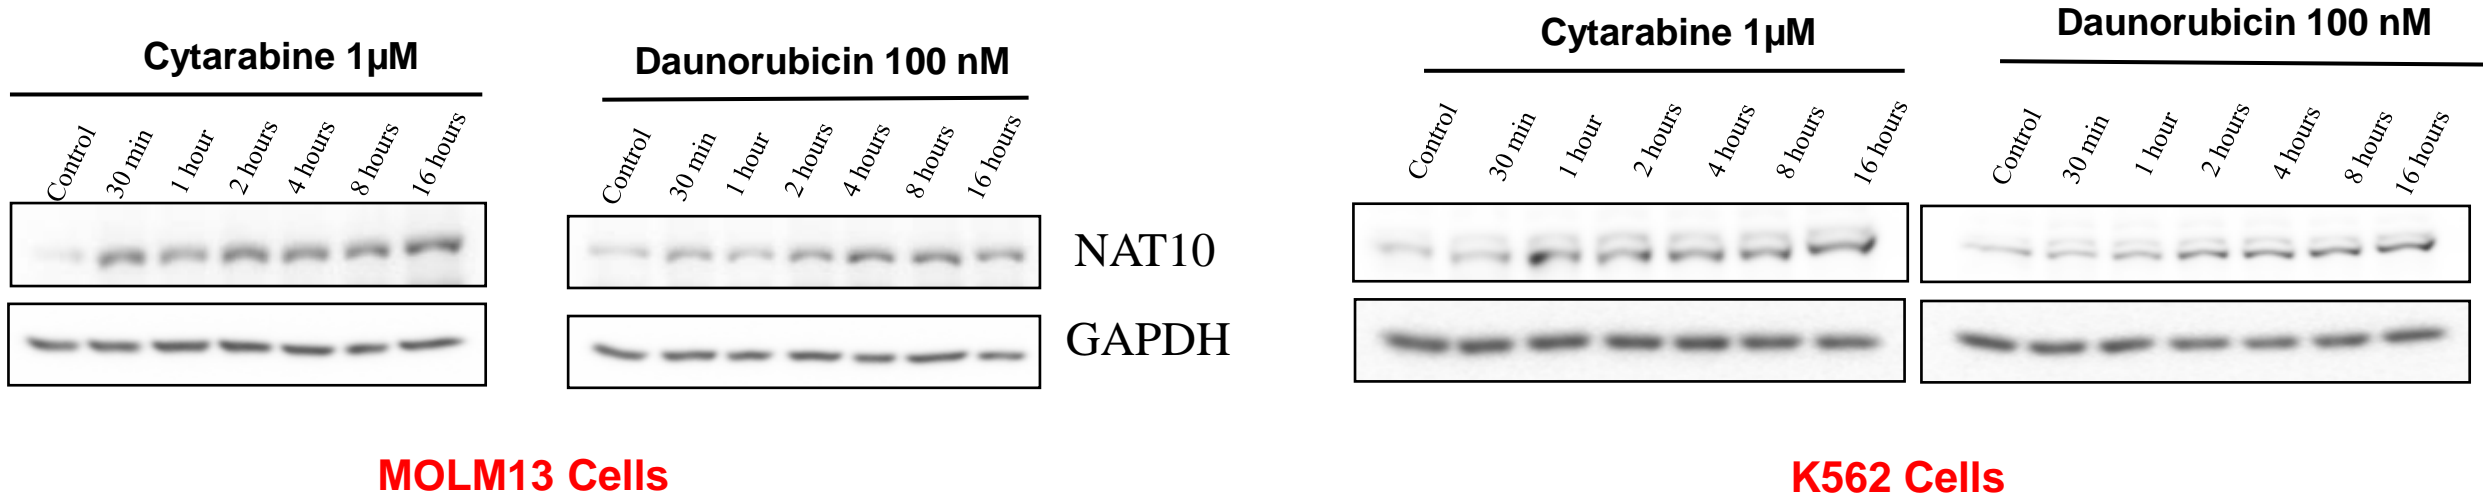 Cytarabine 1µM
Control
30 min
1 hour
2 hours
4 hours
8 hours
16 hours
Daunorubicin 100 nM
Control
30 min
1 hour
2 hours
4 hours
8 hours
16 hours
NAT10
GAPDH
MOLM13 Cells
Cytarabine 1µM
Control
30 min
1 hour
2 hours
4 hours
8 hours
16 hours
Daunorubicin 100 nM
Control
30 min
1 hour
2 hours
4 hours
8 hours
16 hours
K562 Cells